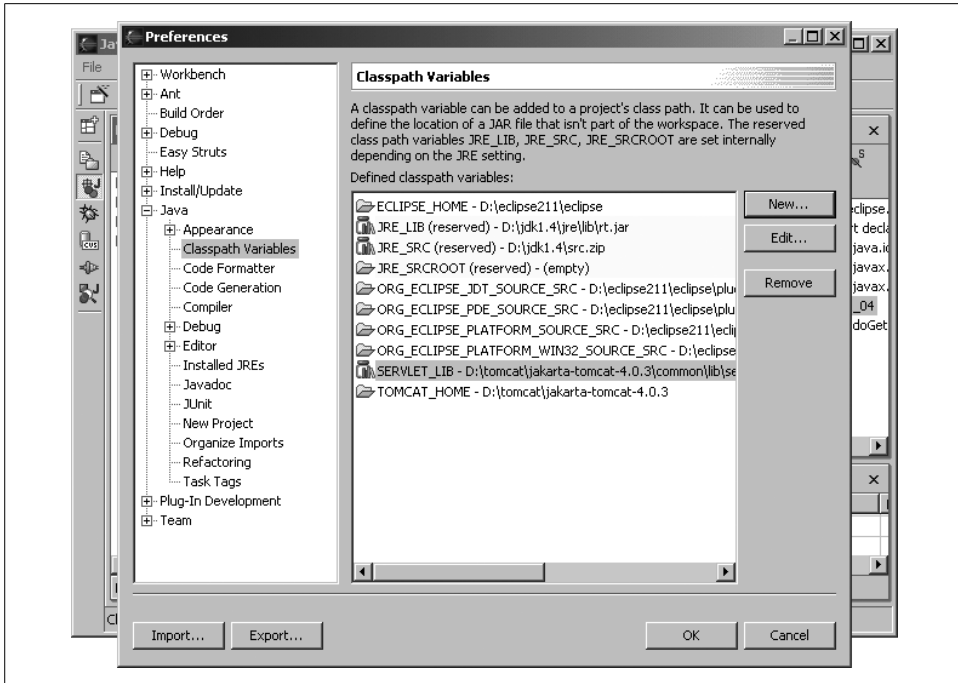 Preferences
File
Workbench
Ant
Build Order
Debug
Easy Struts
Help
Install/Update
Java
Appearance
Classpath Variables
Code Formatter
Code Generation
Compiler
Debug
Editor
Installed JREs
Javadoc
JUnit
New Project
Organize Imports
Refactoring
Task Tags
Plug-In Development
Team
Classpath Variables
A classpath variable can be added to a project's class path. It can be used to
define the location of a JAR file that isn't part of the workspace. The reserved
class path variables JRE_LIB, JRE_SRC, JRE_SRCROOT are set internally
depending on the JRE setting.
Defined classpath variables:
ECLIPSE_HOME - D:\eclipse211\eclipse
JRE_LIB (reserved) - D:\jdk1.4\jre\lib\rt.jar
JRE_SRC (reserved) - D:\jdk1.4\src.zip
JRE_SRCROOT (reserved) - (empty)
ORG_ECLIPSE_JDT_SOURCE_SRC - D:\eclipse211\eclipse\plu
ORG_ECLIPSE_PDE_SOURCE_SRC - D:\eclipse211\eclipse\plu
ORG_ECLIPSE_PLATFORM_SOURCE_SRC - D:\eclipse211\ecli
ORG_ECLIPSE_PLATFORM_WIN32_SOURCE_SRC - D:\eclipse
SERVLET_LIB - D:\tomcat\jakarta-tomcat-4.0.3\common\lib\se
TOMCAT_HOME - D:\tomcat\jakarta-tomcat-4.0.3
New...
Edit...
Remove
eclipse.
rt decla
java.io
javax.
javax.
_04
doGet
Import...
Export...
OK
Cancel